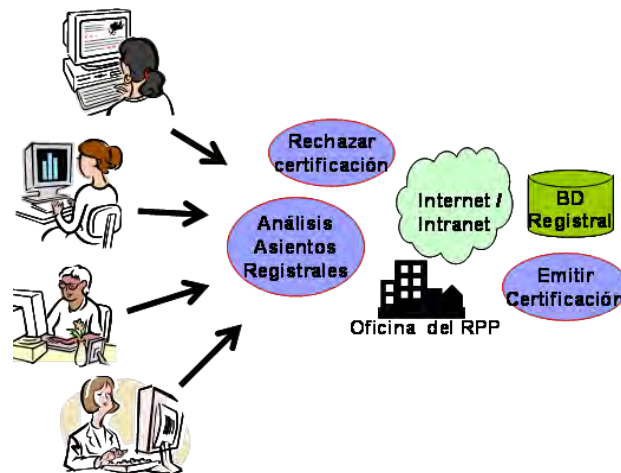 Rechazar
certificación
Internet /
Intranet
BD
Registral
Análisis
Asientos
Registrales
Emitir
Certificación
Oficina del RPP